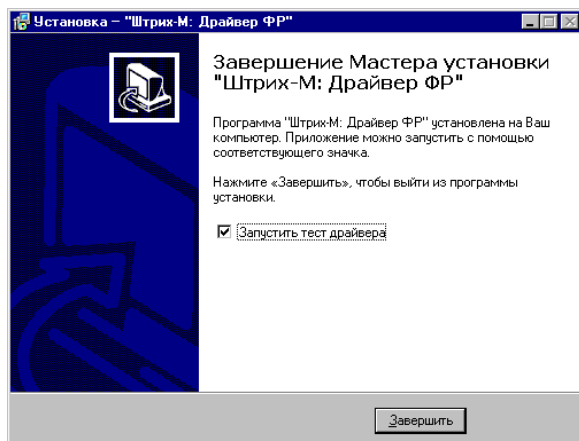 Установка – "Штрих-М: Драйвер ФР"
Завершение Мастера установки
"Штрих-М: Драйвер ФР"
Программа "Штрих-М: Драйвер ФР" установлена на Ваш
компьютер. Приложение можно запустить с помощью
соответствующего значка.
Нажмите «Завершить», чтобы выйти из программы
установки.
Запустить тест драйвера
Завершить